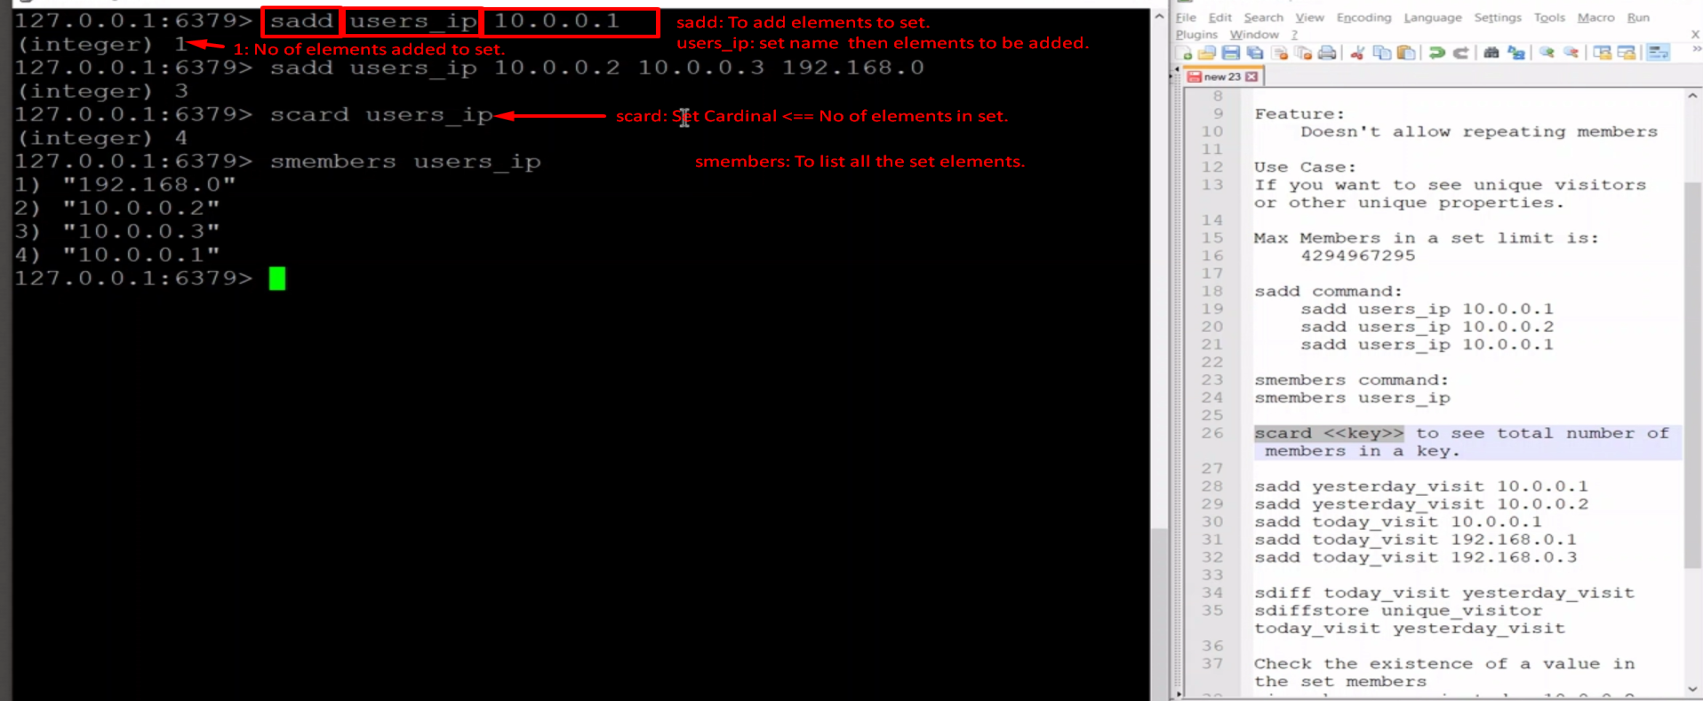 127.0.0.1:6379> sadd users_ip 10.0.0.1
sadd: To add elements to set.
(integer) 1
1: No of elements added to set.
users_ip: set name then elements to be added.
127.0.0.1:6379> sadd users_ip 10.0.0.2 10.0.0.3 192.168.0
(integer) 3
127.0.0.1:6379> scard users_ip
scard: Set Cardinal <== No of elements in set.
(integer) 4
127.0.0.1:6379> smembers users_ip
smembers: To list all the set elements.
1) "192.168.0"
2) "10.0.0.2"
3) "10.0.0.3"
4) "10.0.0.1"
127.0.0.1:6379>
File Edit Search View Encoding Language Settings Tools Macro Run
Plugins Window ? X
new 23
8
9 Feature:
10 Doesn't allow repeating members
11
12 Use Case:
13 If you want to see unique visitors
or other unique properties.
14
15 Max Members in a set limit is:
16 4294967295
17
18 sadd command:
19 sadd users_ip 10.0.0.1
20 sadd users_ip 10.0.0.2
21 sadd users_ip 10.0.0.1
22
23 smembers command:
24 smembers users_ip
25
26 scard <<key>> to see total number of
members in a key.
27
28 sadd yesterday_visit 10.0.0.1
29 sadd yesterday_visit 10.0.0.2
30 sadd today_visit 10.0.0.1
31 sadd today_visit 192.168.0.1
32 sadd today_visit 192.168.0.3
33
34 sdiff today_visit yesterday_visit
35 sdiffstore unique_visitor
today_visit yesterday_visit
36
37 Check the existence of a value in
the set members